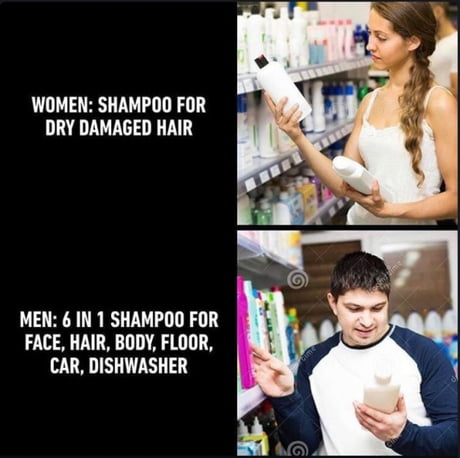 WOMEN: SHAMPOO FOR
DRY DAMAGED HAIR
MEN: 6 IN 1 SHAMPOO FOR
FACE, HAIR, BODY, FLOOR,
CAR, DISHWASHER